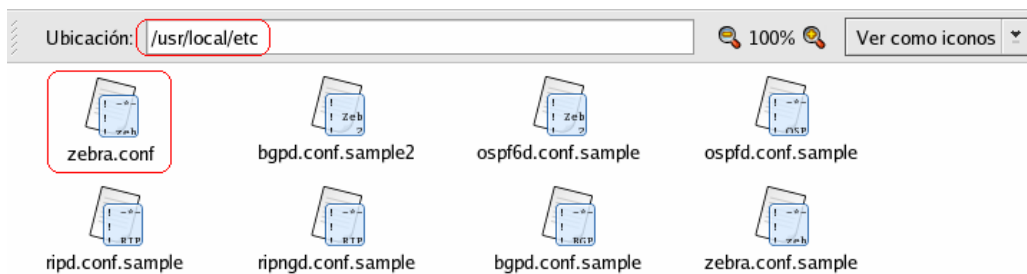 Ubicación: /usr/local/etc 100% Ver como iconos
zebra.conf bgpd.conf.sample2 ospf6d.conf.sample ospfd.conf.sample
ripd.conf.sample ripngd.conf.sample bgpd.conf.sample zebra.conf.sample